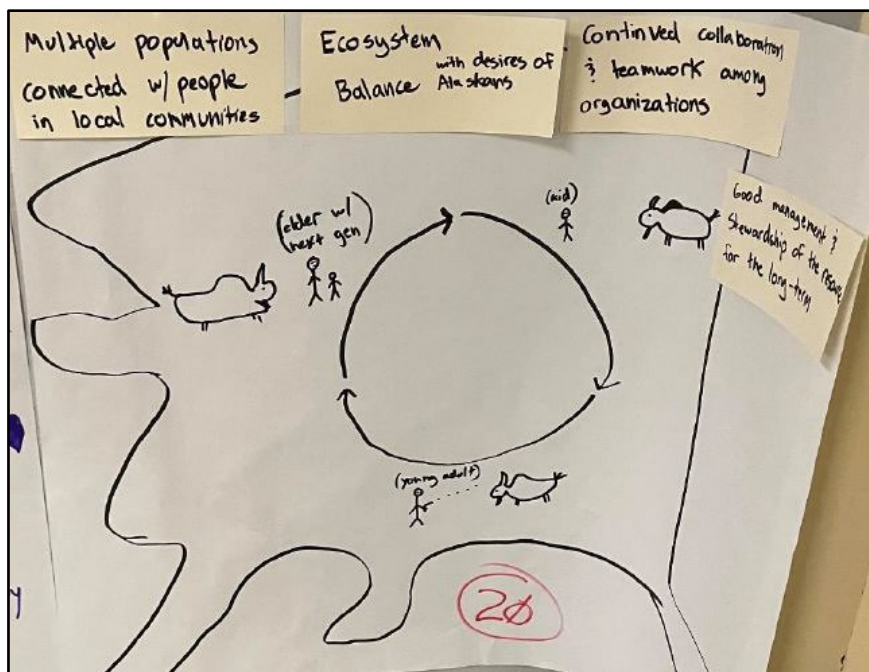 Multiple populations
connected w/ people
in local communities
Ecosystem
Balance with desires of
Alaskans
Continued collaboration
& teamwork among
organizations
Good management &
Stewardship of the resource
for the long-term
(kid)
(elder w/
next gen)
(young adult)
20